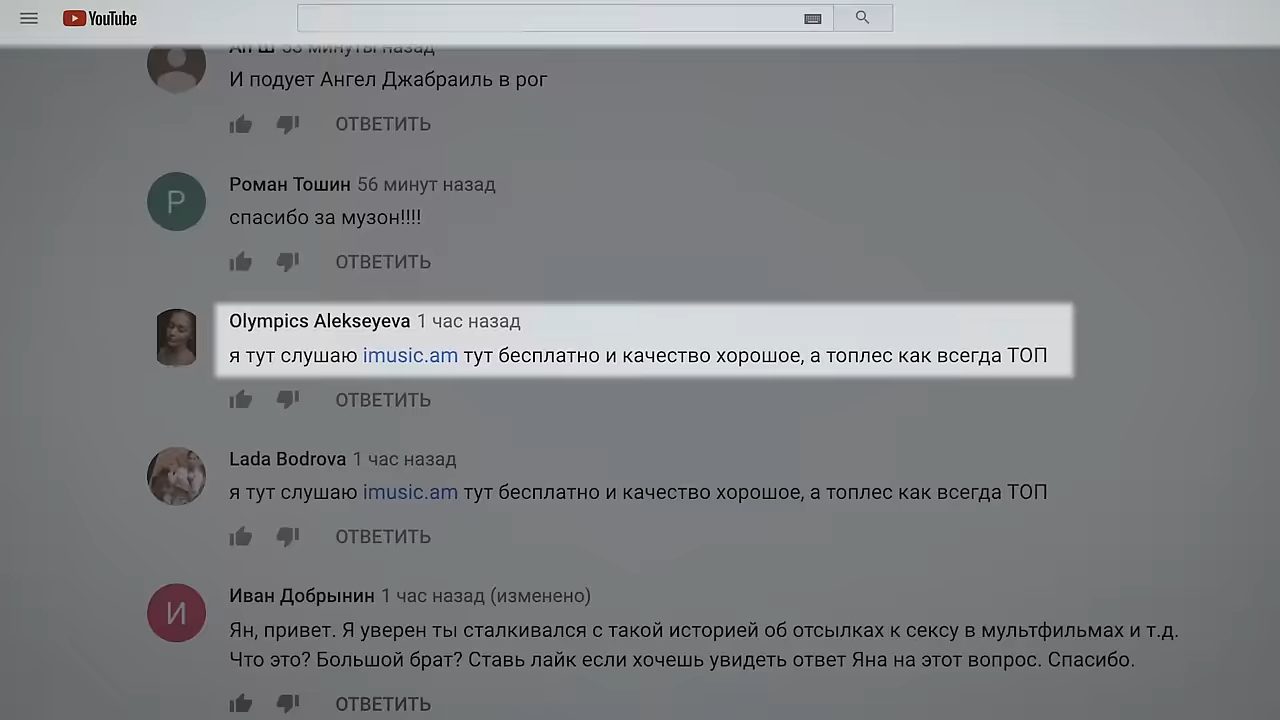 YouTube
53 минуты назад
И подует Ангел Джабраиль в рог
ОТВЕТИТЬ
Р
Роман Тошин 56 минут назад
спасибо за музон!!!!
ОТВЕТИТЬ
Olympics Alekseyeva 1 час назад
я тут слушаю imusic.am тут бесплатно и качество хорошое, а топлес как всегда ТОП
ОТВЕТИТЬ
Lada Bodrova 1 час назад
я тут слушаю imusic.am тут бесплатно и качество хорошое, а топлес как всегда ТОП
ОТВЕТИТЬ
И
Иван Добрынин 1 час назад (изменено)
Ян, привет. Я уверен ты сталкивался с такой историей об отсылках к сексу в мультфильмах и т.д.
Что это? Большой брат? Ставь лайк если хочешь увидеть ответ Яна на этот вопрос. Спасибо.
ОТВЕТИТЬ